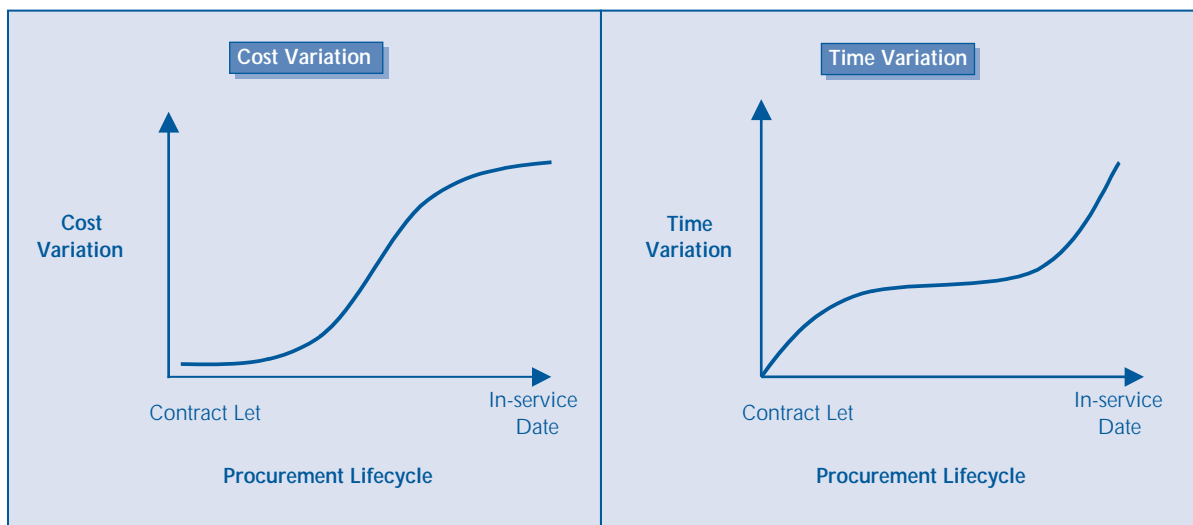 Cost Variation
Cost
Variation
Contract Let
In-service
Date
Procurement Lifecycle
Time Variation
Time
Variation
Contract Let
In-service
Date
Procurement Lifecycle